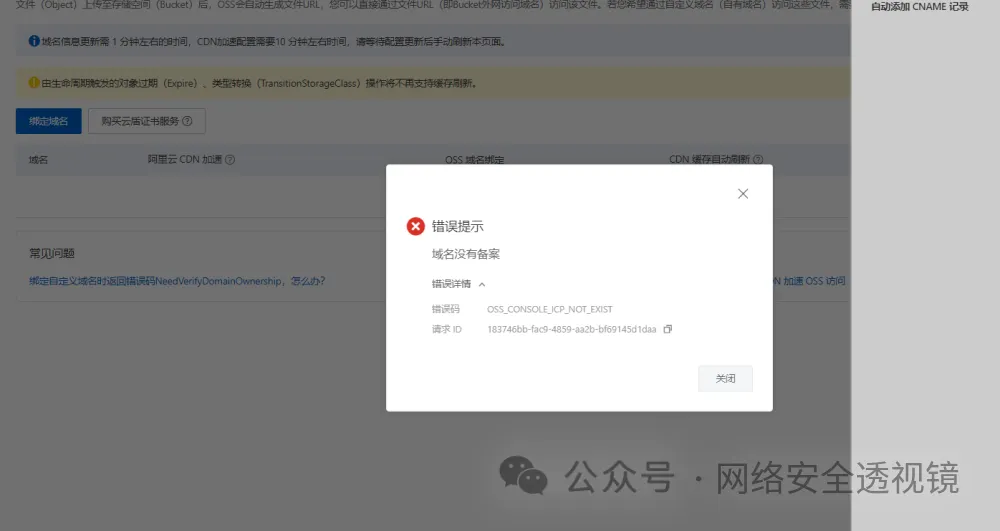 文件（Object）上传至存储空间（Bucket）后，OSS会自动生成文件URL，您可以直接通过文件URL（即Bucket外网访问域名）访问该文件。若您希望通过自定义域名（自有域名）访问这些文件，需
自动添加 CNAME 记录
域名信息更新需 1 分钟左右的时间，CDN加速配置需要10 分钟左右时间，请等待配置更新后手动刷新本页面。
由生命周期触发的对象过期（Expire）、类型转换（TransitionStorageClass）操作将不再支持缓存刷新。
绑定域名 购买云盾证书服务
域名 阿里云 CDN 加速 OSS 域名绑定 CDN 缓存自动刷新
错误提示
域名没有备案
常见问题
绑定自定义域名时返回错误码NeedVerifyDomainOwnership，怎么办？
N 加速 OSS 访问
错误详情
错误码 OSS_CONSOLE_ICP_NOT_EXIST
请求 ID 183746bb-fac9-4859-aa2b-bf69145d1daa
关闭
公众号 · 网络安全透视镜